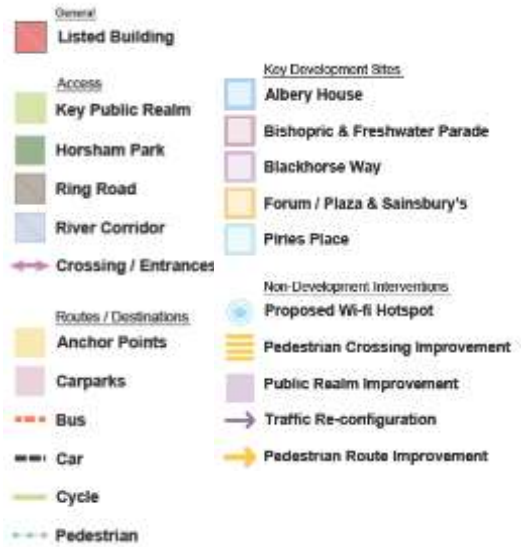 General
Listed Building
Access
Key Public Realm
Horsham Park
Ring Road
River Corridor
Crossing / Entrances
Routes / Destinations
Anchor Points
Carparks
Bus
Car
Cycle
Pedestrian
Key Development Sites
Albery House
Bishopric & Freshwater Parade
Blackhorse Way
Forum / Plaza & Sainsbury's
Piries Place
Non-Development Interventions
Proposed Wi-fi Hotspot
Pedestrian Crossing Improvement
Public Realm Improvement
Traffic Re-configuration
Pedestrian Route Improvement